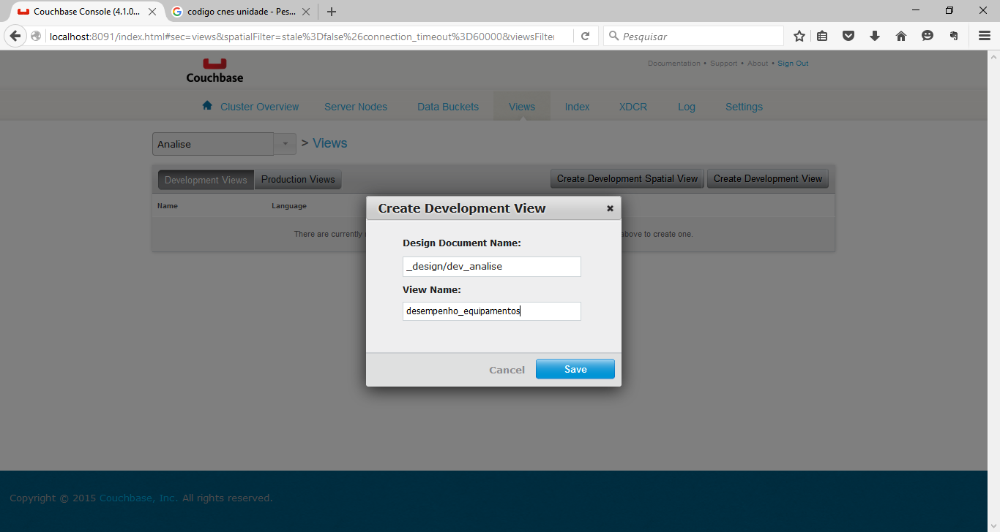 Couchbase Console (4.1.0...
codigo cnes unidade - Pes...
localhost:8091/index.html#sec=views&spatialFilter=stale%3Dfalse%26connection_timeout%3D60000&viewsFilter
Pesquisar
Couchbase
Documentation • Support • About • Sign Out
Cluster Overview Server Nodes Data Buckets Views Index XDCR Log Settings
Analise > Views
Development Views Production Views Create Development Spatial View Create Development View
Name Language
There are currently above to create one.
Create Development View
Design Document Name:
_design/dev_analise
View Name:
desempenho_equipamentos
Cancel Save
Copyright © 2015 Couchbase, Inc. All rights reserved.